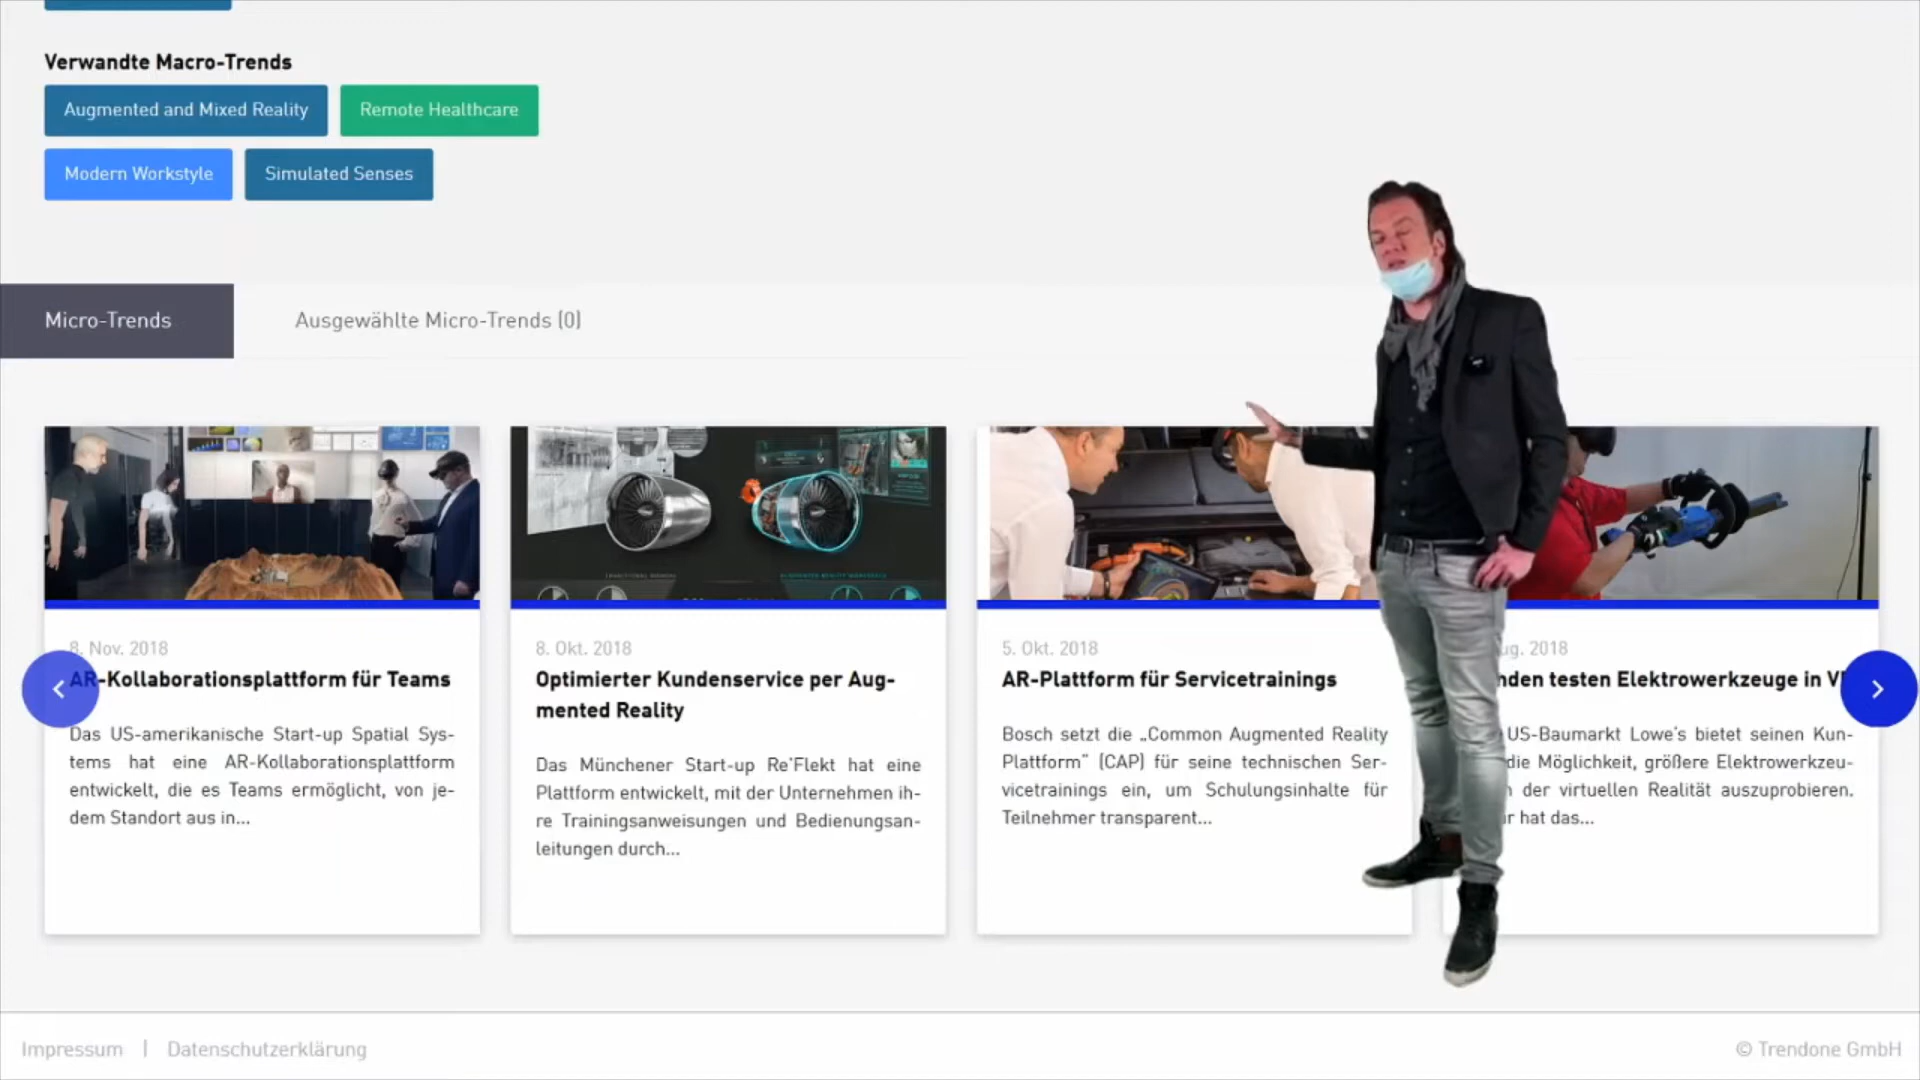 Verwandte Macro-Trends
Augmented and Mixed Reality
Remote Healthcare
Modern Workstyle
Simulated Senses
Micro-Trends
Ausgewählte Micro-Trends (0)
8. Nov. 2018
AR-Kollaborationsplattform für Teams
Das US-amerikanische Start-up Spatial Sys-
tems hat eine AR-Kollaborationsplattform
entwickelt, die es Teams ermöglicht, von je-
dem Standort aus in...
8. Okt. 2018
Optimierter Kundenservice per Aug-
mented Reality
Das Münchener Start-up Re'Flekt hat eine
Plattform entwickelt, mit der Unternehmen ih-
re Trainingsanweisungen und Bedienungsan-
leitungen durch...
5. Okt. 2018
AR-Plattform für Servicetrainings
Bosch setzt die „Common Augmented Reality
Plattform” (CAP) für seine technischen Ser-
vicetrainings ein, um Schulungsinhalte für
Teilnehmer transparent...
2018
testen Elektrowerkzeuge in
US-Baumarkt Lowe's bietet seinen Kun-
die Möglichkeit, größere Elektrowerkzeu-
der virtuellen Realität auszuprobieren.
hat das...
Impressum | Datenschutzerklärung
© Trendone GmbH